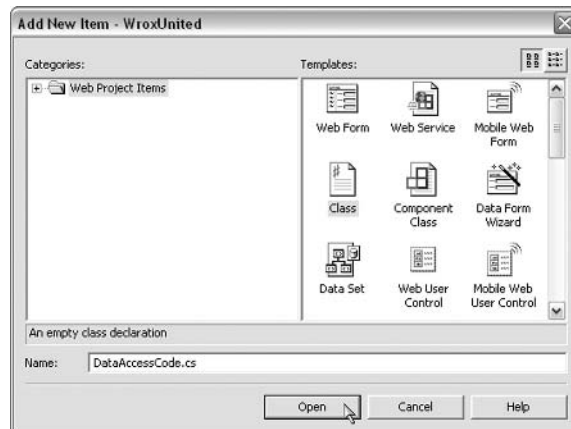 Add New Item - WroxUnited
Categories:
Templates:
Web Project Items
Web Form
Web Service
Mobile Web Form
Class
Component Class
Data Form Wizard
Data Set
Web User Control
Mobile Web User Control
An empty class declaration
Name:
DataAccessCode.cs
Open
Cancel
Help